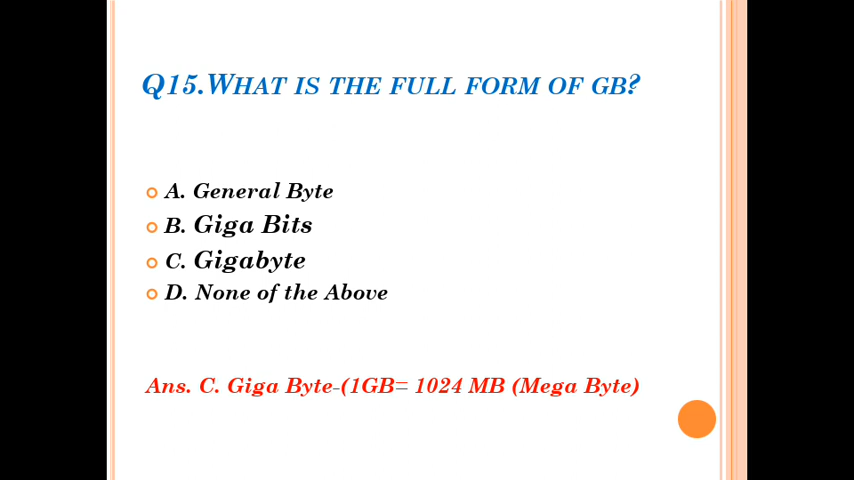 Q15.WHAT IS THE FULL FORM OF GB?
A. General Byte
B. Giga Bits
C. Gigabyte
D. None of the Above
Ans. C. Giga Byte-(1GB= 1024 MB (Mega Byte)